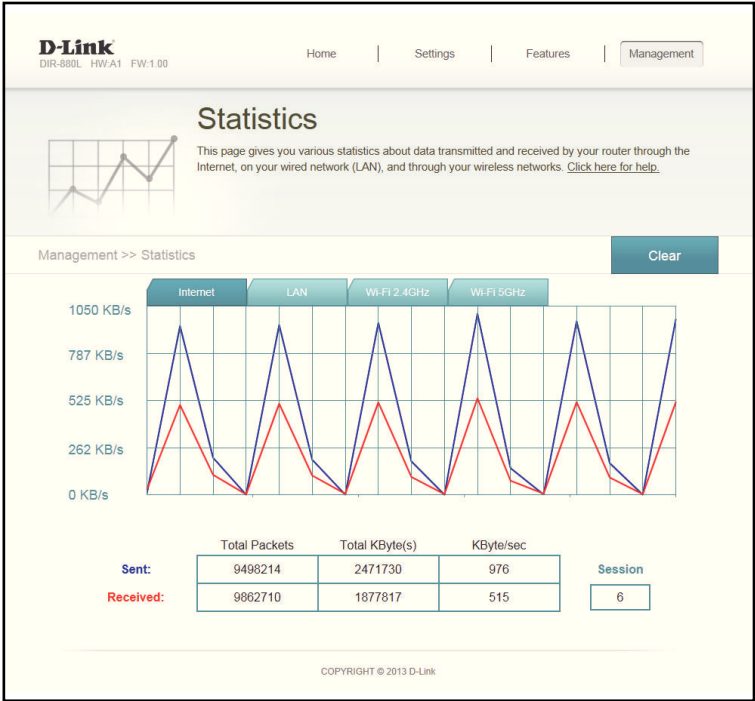 D-Link
DIR-880L HW:A1 FW:1.00
Home
Settings
Features
Management
Statistics
This page gives you various statistics about data transmitted and received by your router through the
Internet, on your wired network (LAN), and through your wireless networks. Click here for help.
Management >> Statistics
Clear
Internet
LAN
Wi-Fi 2.4GHz
Wi-Fi 5GHz
1050 KB/s
787 KB/s
525 KB/s
262 KB/s
0 KB/s
Total Packets Total KByte(s) KByte/sec
Sent: 9498214 2471730 976 Session
Received: 9862710 1877817 515 6
COPYRIGHT © 2013 D-Link